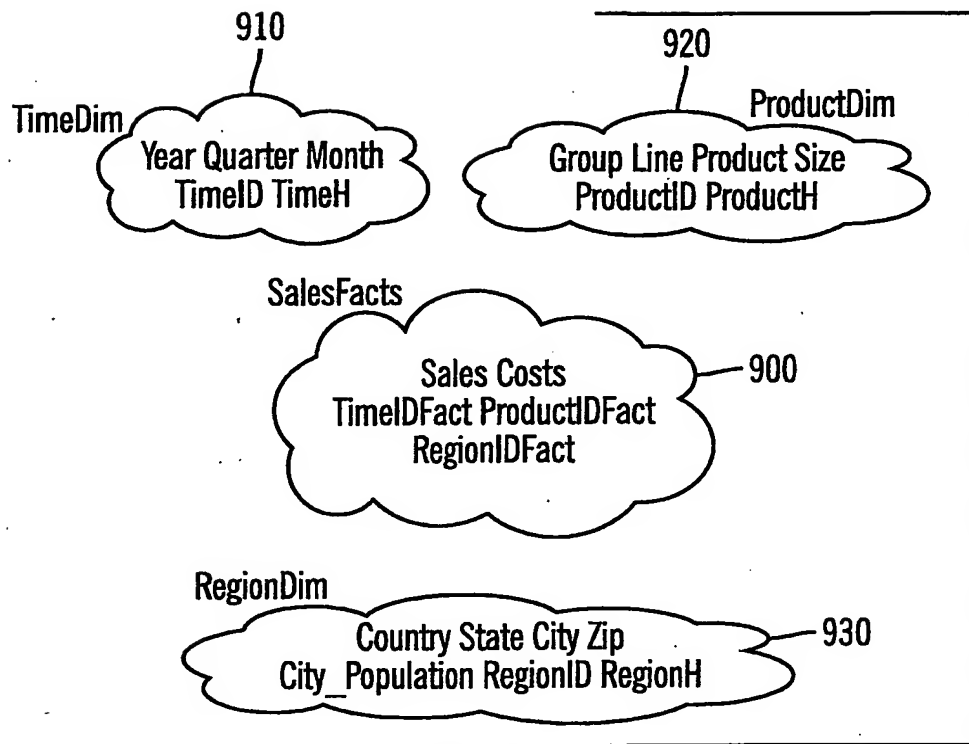 910
920
TimeDim
ProductDim
Year Quarter Month
TimeID TimeH
Group Line Product Size
ProductID ProductH
SalesFacts
Sales Costs
TimeIDFact ProductIDFact
RegionIDFact
900
RegionDim
Country State City Zip
City_Population RegionID RegionH
930